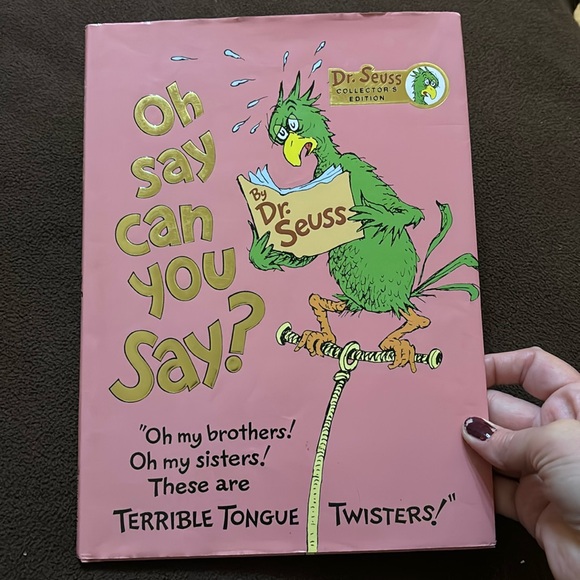 Oh
say
can
you
Say?
Dr. Seuss
COLLECTOR'S
EDITION
By
Dr.
Seuss
"Oh my brothers!
Oh my sisters!
These are
TERRIBLE TONGUE TWISTERS!"